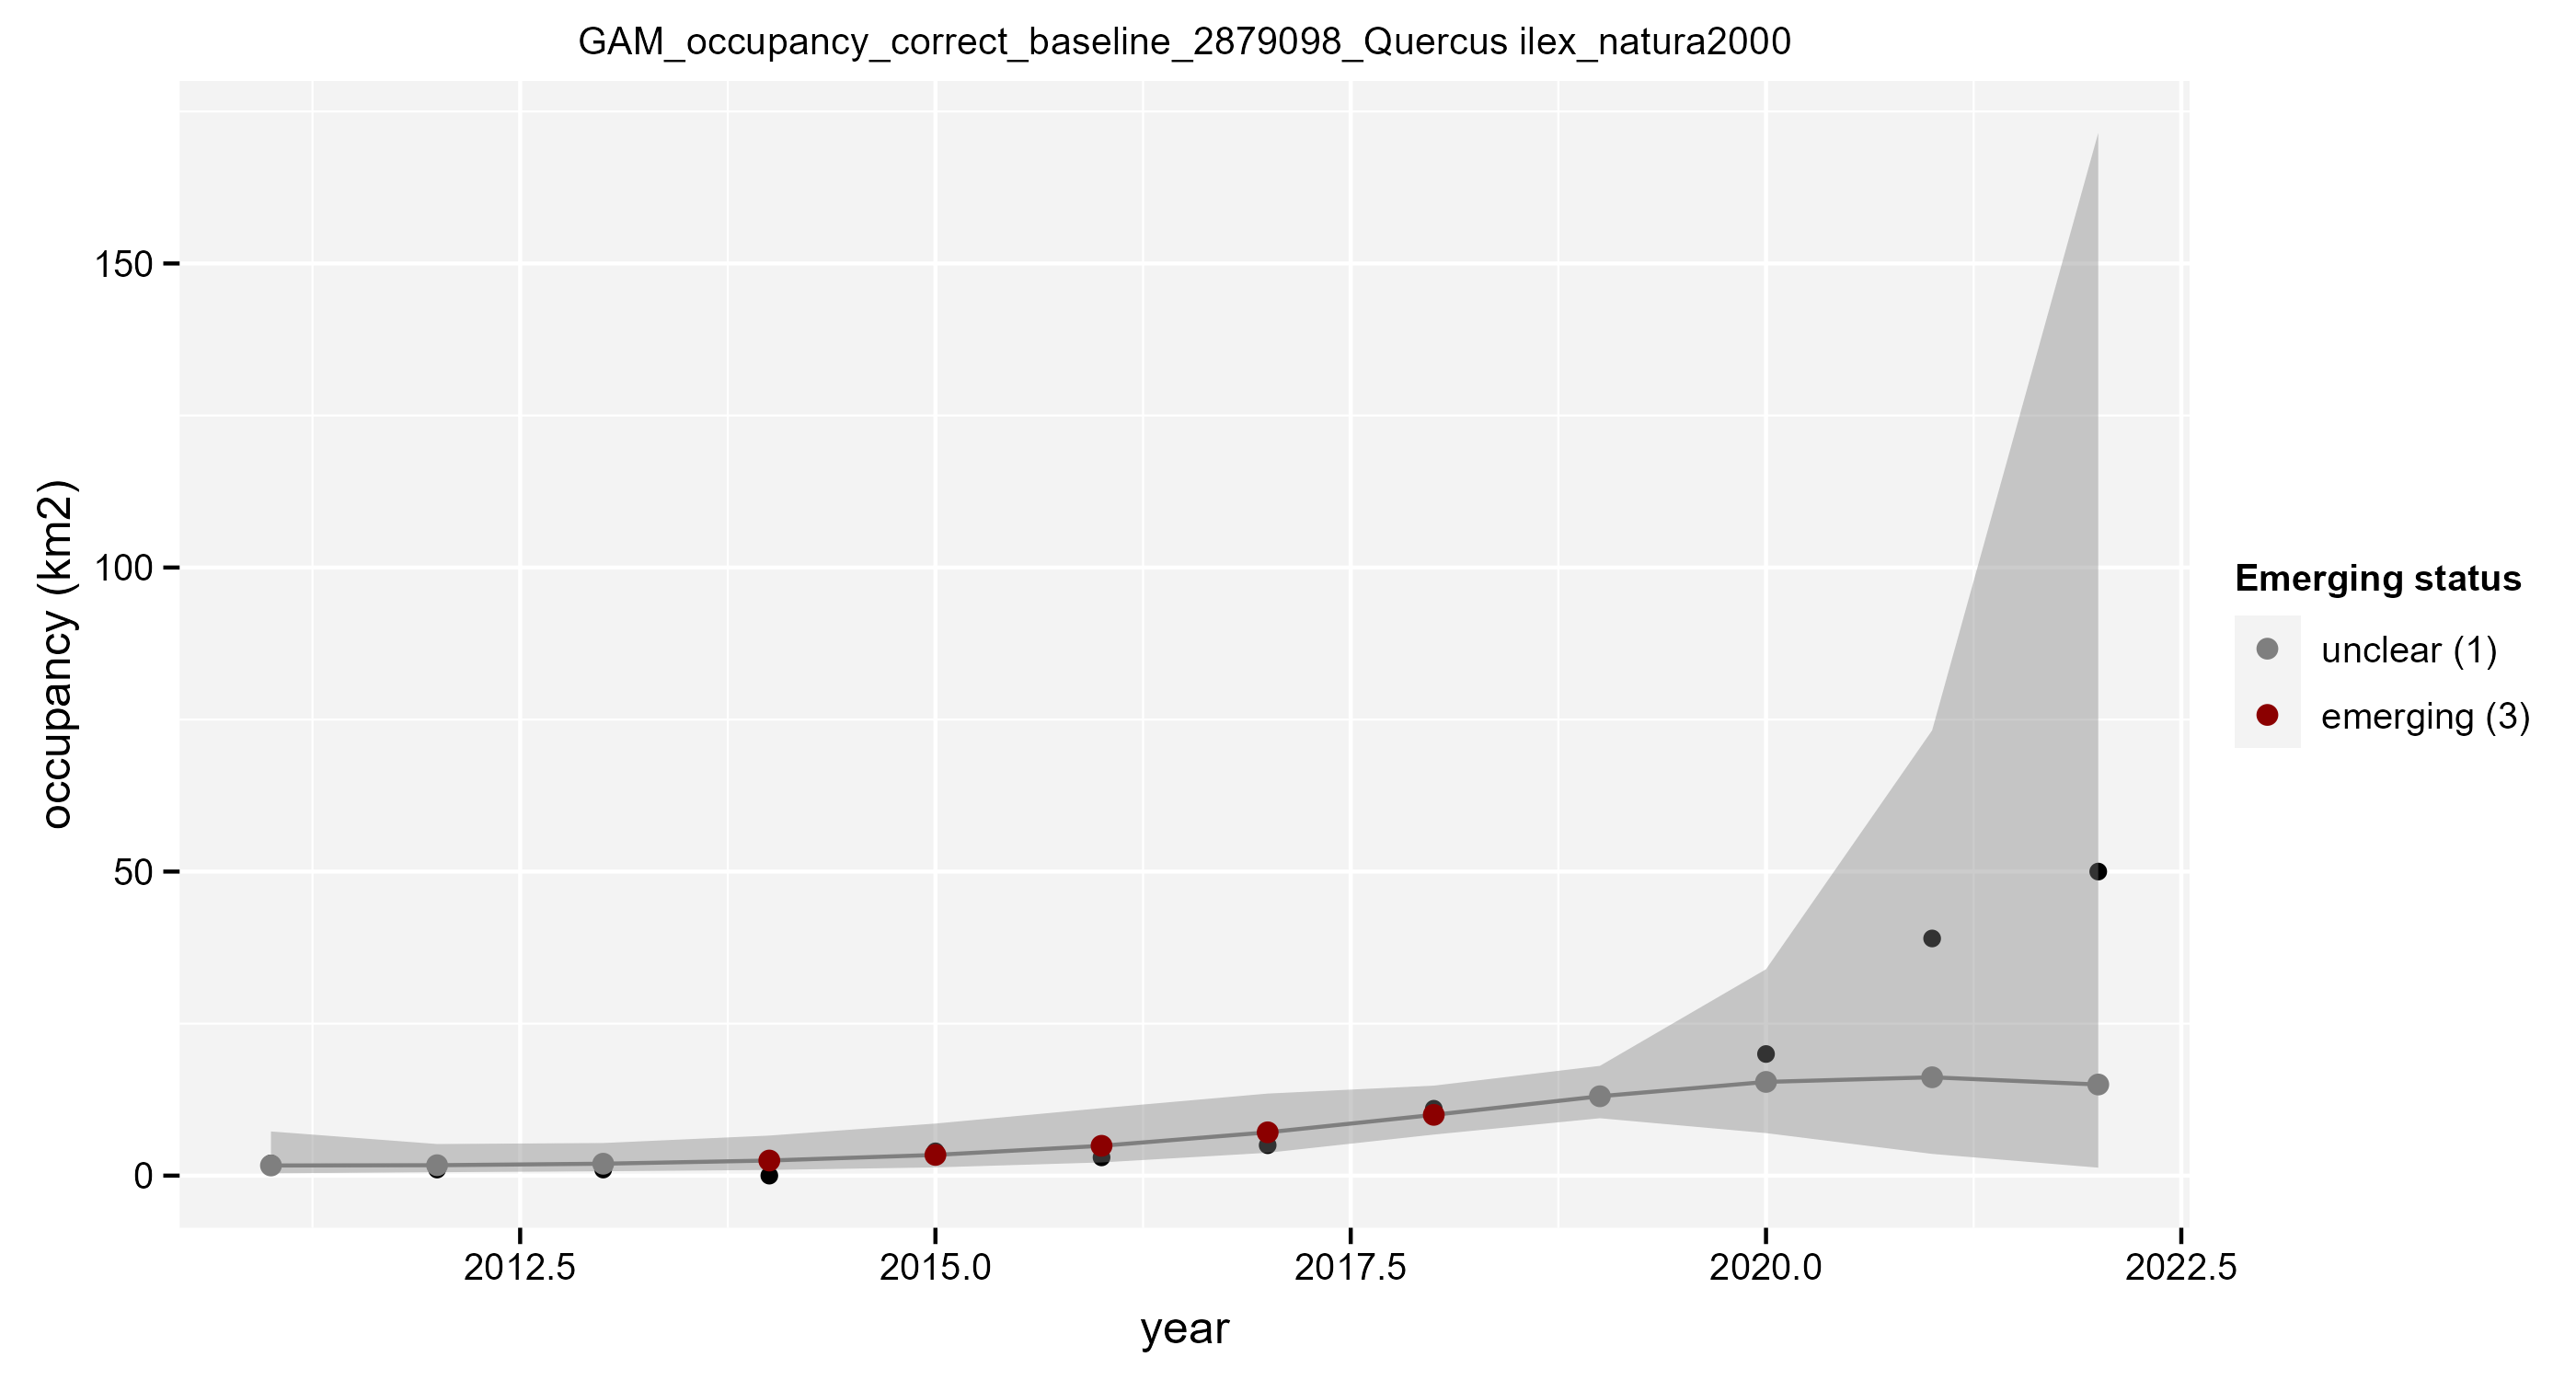 GAM_occupancy_correct_baseline_2879098_Quercus ilex_natura2000
occupancy (km2)
150
100
50
0
2012.5
2015.0
2017.5
2020.0
2022.5
year
Emerging status
unclear (1)
emerging (3)